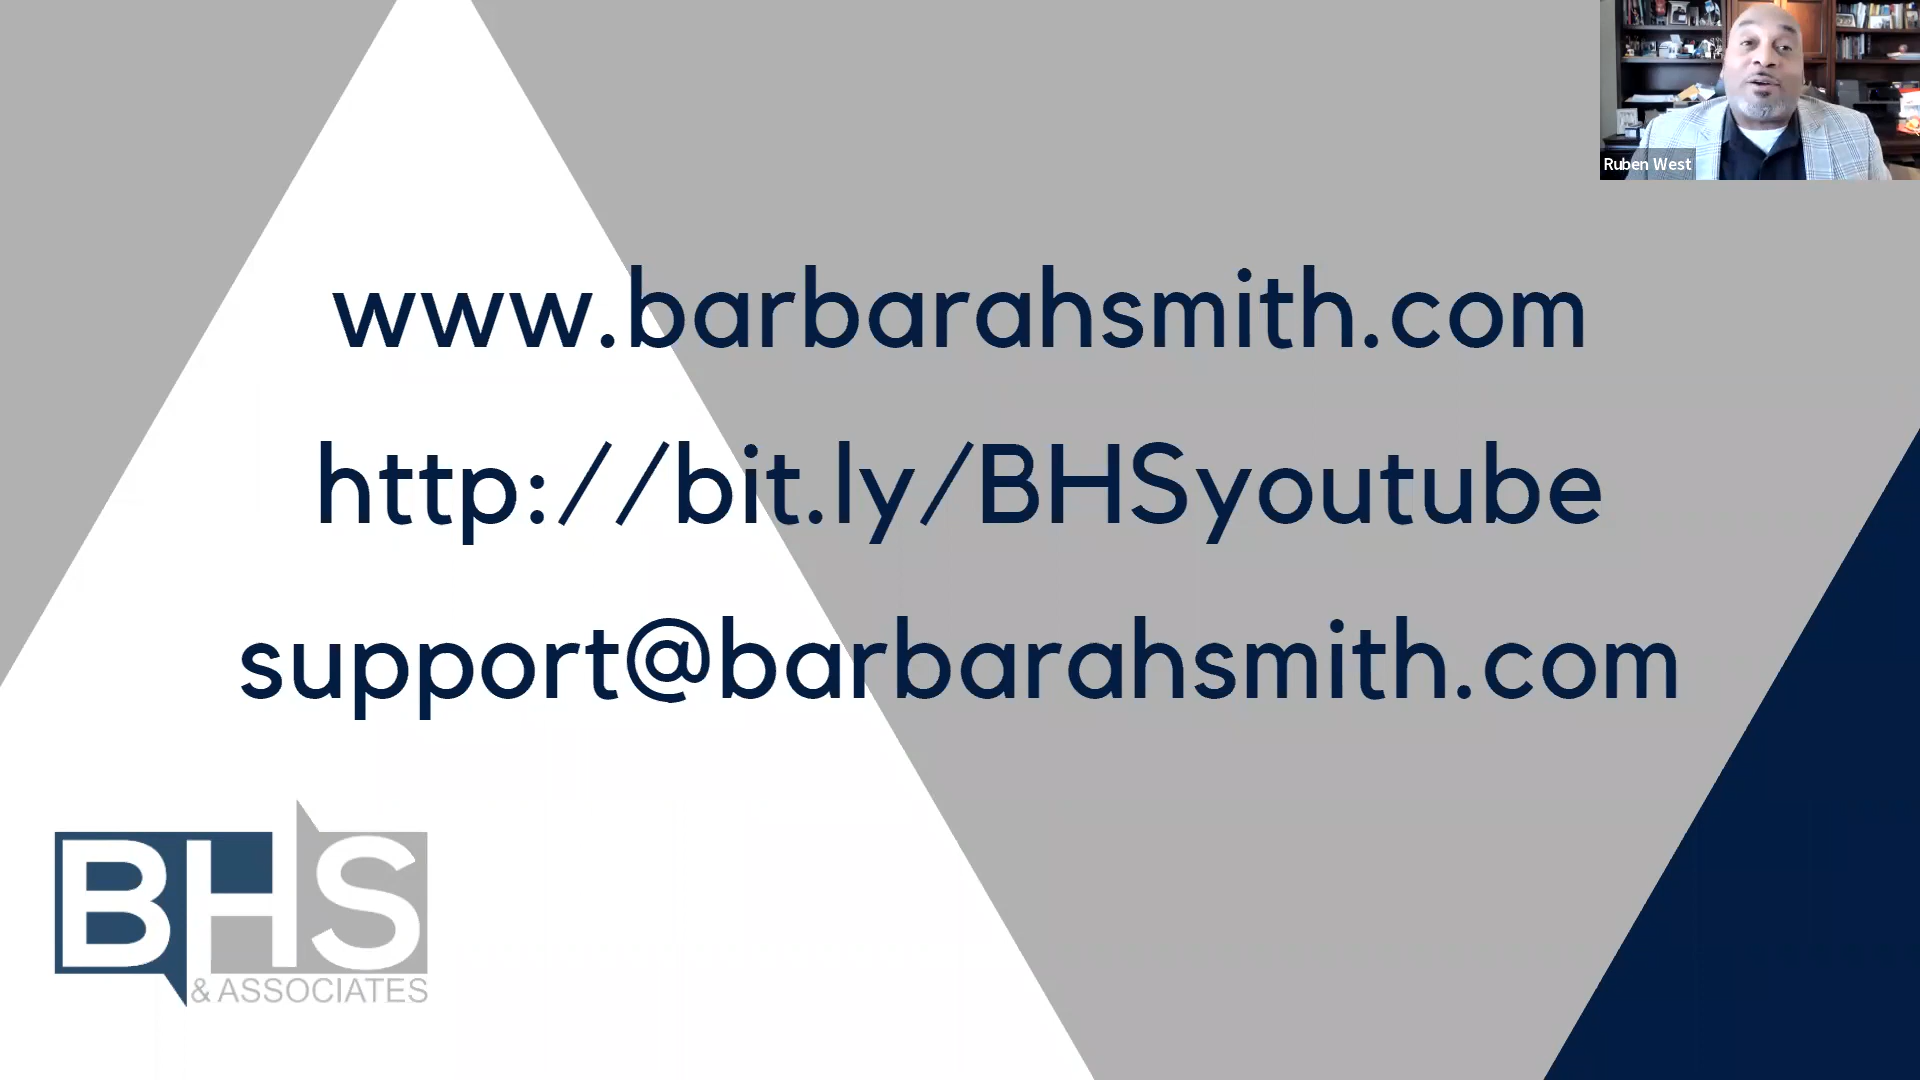 Ruben West
www.barbarahsmith.com
http://bit.ly/BHSyoutube
support@barbarahsmith.com
BHS
& ASSOCIATES